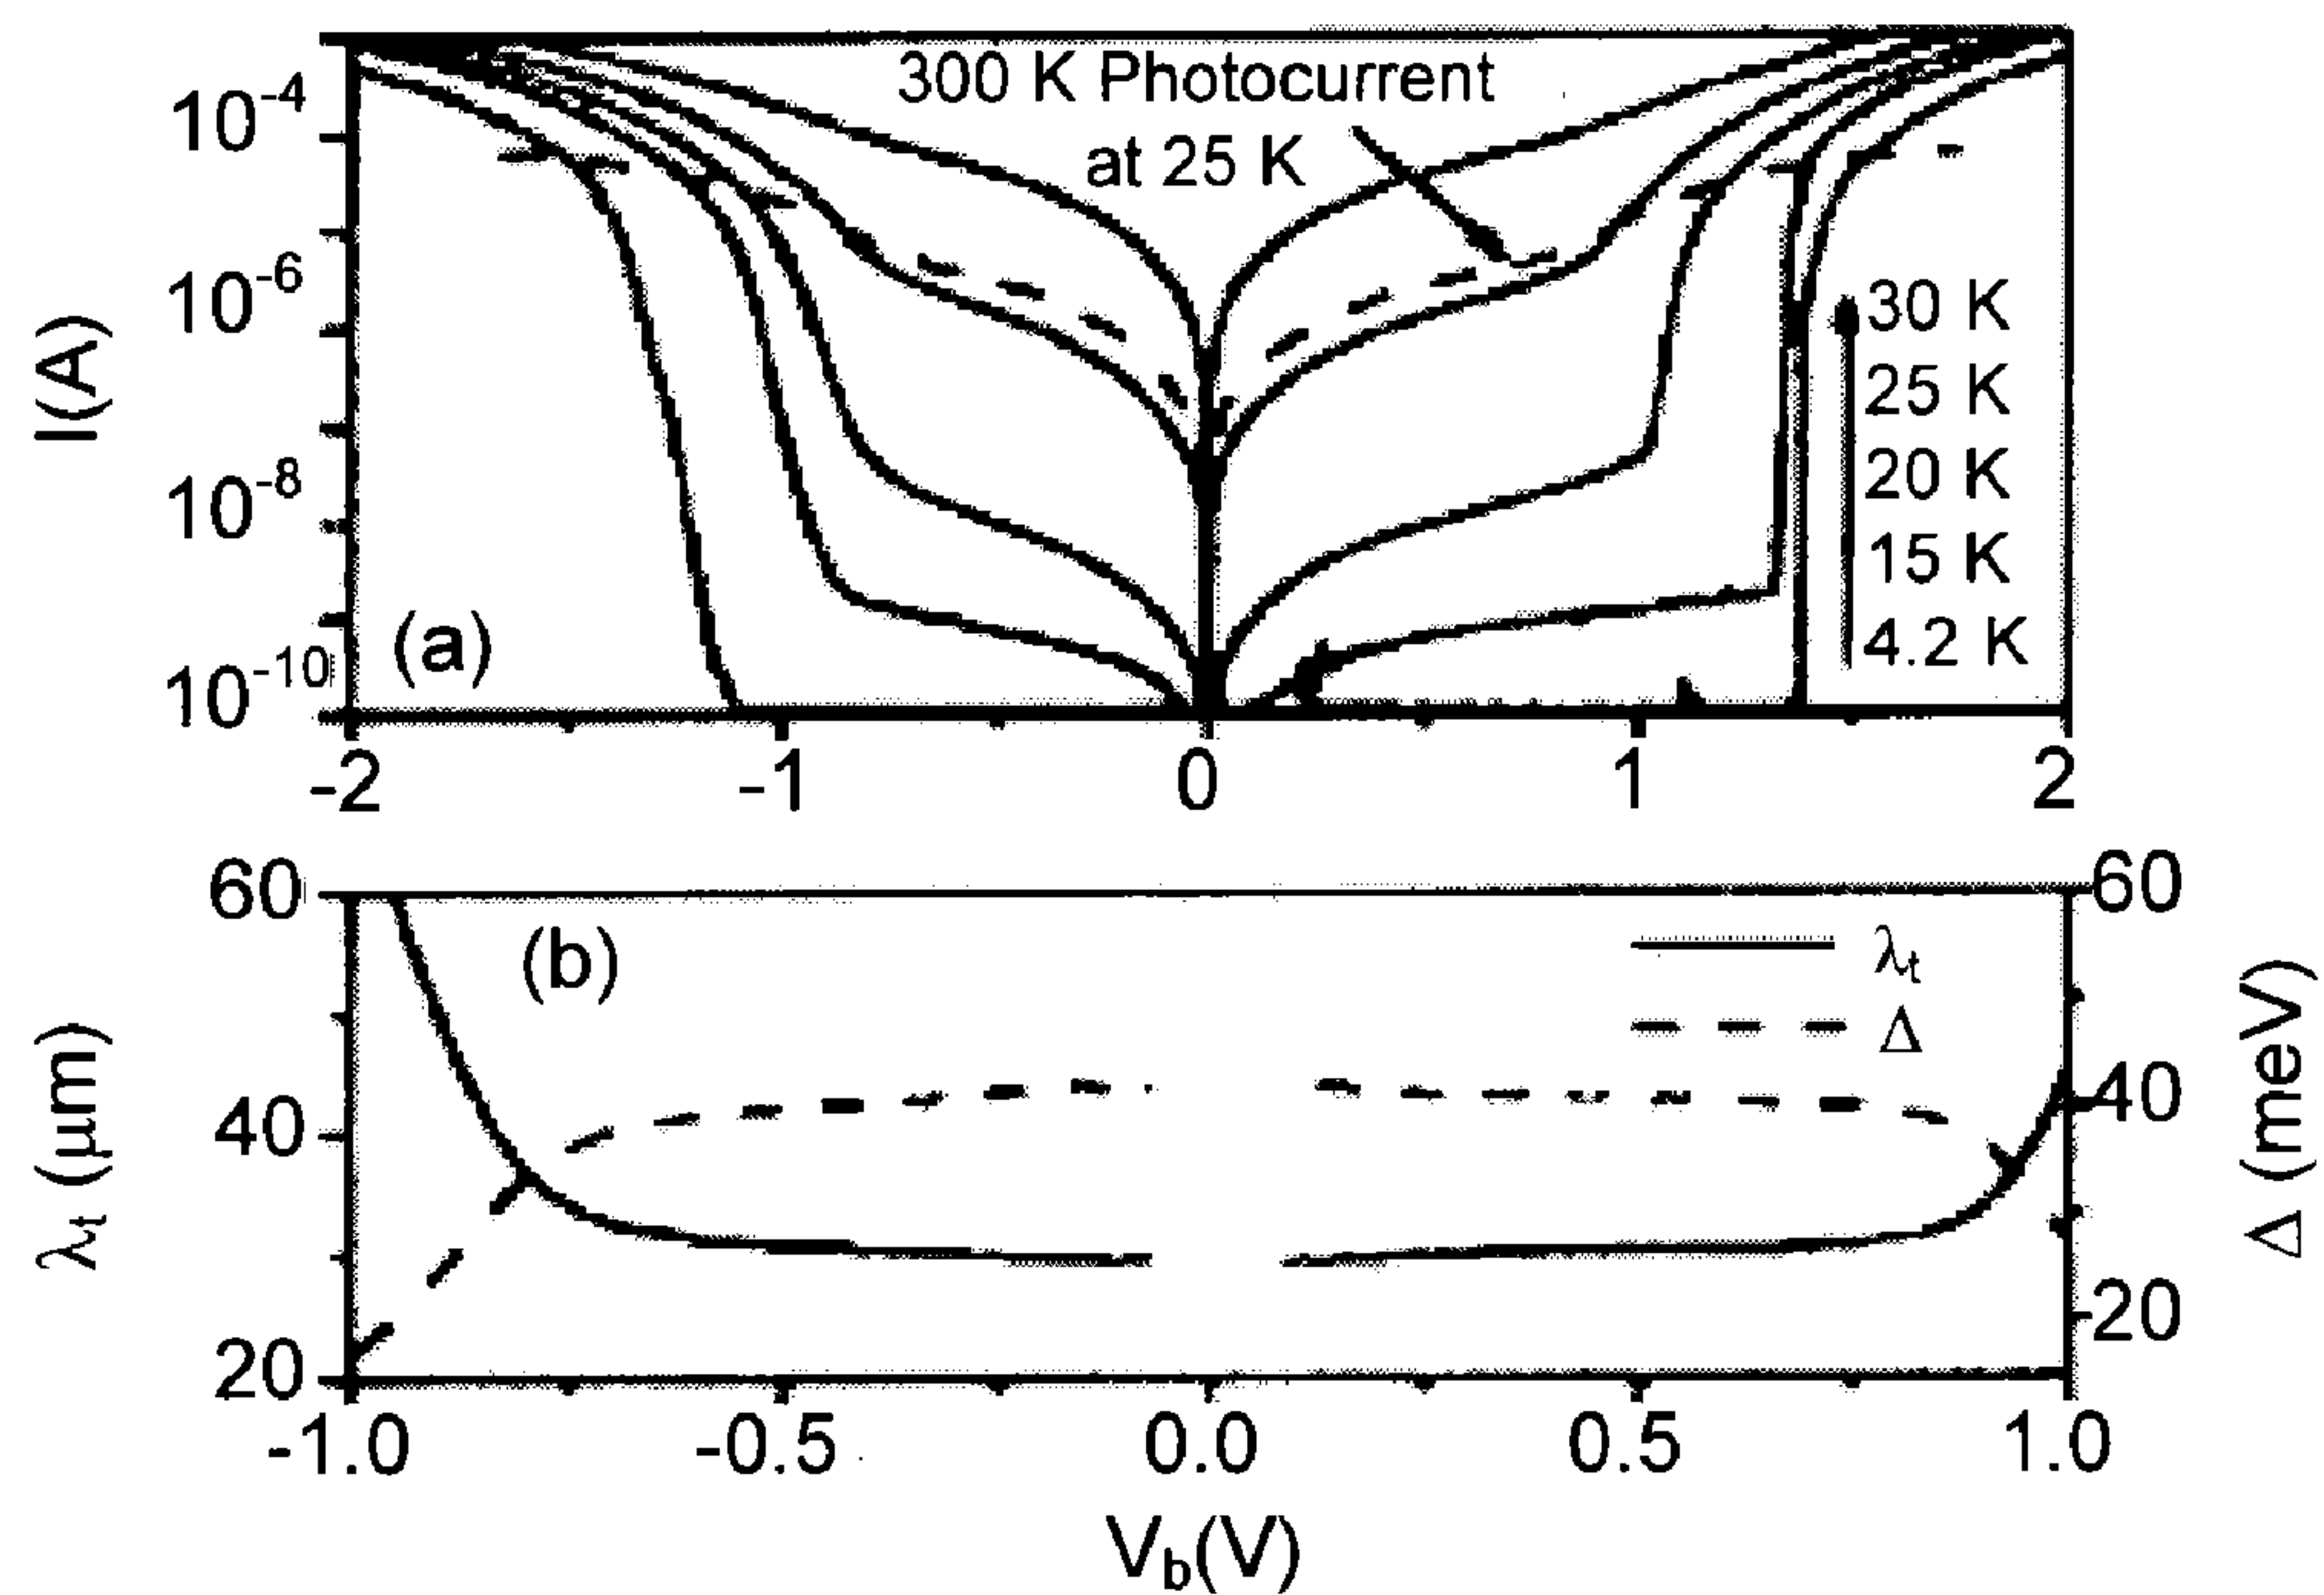 300 K Photocurrent
at 25 K
10⁻⁴
10⁻⁶
10⁻⁸
10⁻¹⁰
I(A)
30 K
25 K
20 K
15 K
4.2 K
(a)
-2 -1 0 1 2
60
40
20
λt (μm)
(b)
λt
Δ
60
40
20
Δ (meV)
-1.0 -0.5 0.0 0.5 1.0
Vb(V)